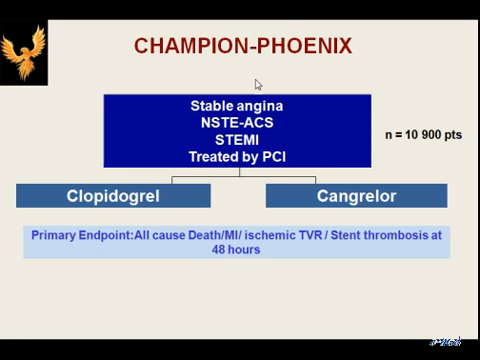 CHAMPION-PHOENIX
Stable angina
NSTE-ACS
STEMI
Treated by PCI
n = 10 900 pts
Clopidogrel
Cangrelor
Primary Endpoint:All cause Death/MI/ ischemic TVR / Stent thrombosis at
48 hours